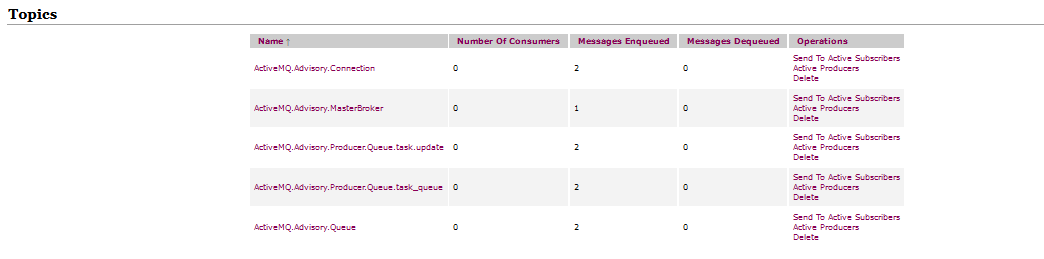 Topics
Name ↑ Number Of Consumers Messages Enqueued Messages Dequeued Operations
ActiveMQ.Advisory.Connection 0 2 0 Send To Active Subscribers
Active Producers
Delete
ActiveMQ.Advisory.MasterBroker 0 1 0 Send To Active Subscribers
Active Producers
Delete
ActiveMQ.Advisory.Producer.Queue.task.update 0 2 0 Send To Active Subscribers
Active Producers
Delete
ActiveMQ.Advisory.Producer.Queue.task_queue 0 2 0 Send To Active Subscribers
Active Producers
Delete
ActiveMQ.Advisory.Queue 0 2 0 Send To Active Subscribers
Active Producers
Delete